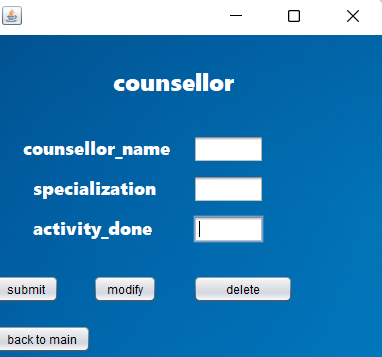 counsellor
counsellor_name
specialization
activity_done
submit modify delete
back to main